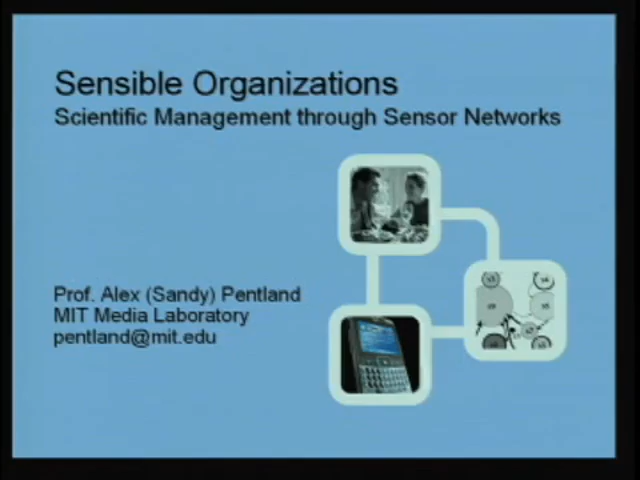 Sensible Organizations
Scientific Management through Sensor Networks
Prof. Alex (Sandy) Pentland
MIT Media Laboratory
pentland@mit.edu